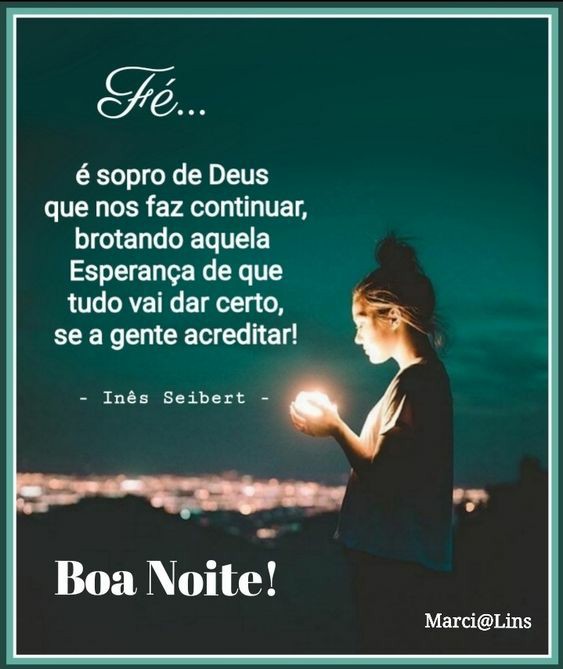 Fé...
é sopro de Deus
que nos faz continuar,
brotando aquela
Esperança de que
tudo vai dar certo,
se a gente acreditar!
- Inês Seibert -
Boa Noite!
Marci@Lins